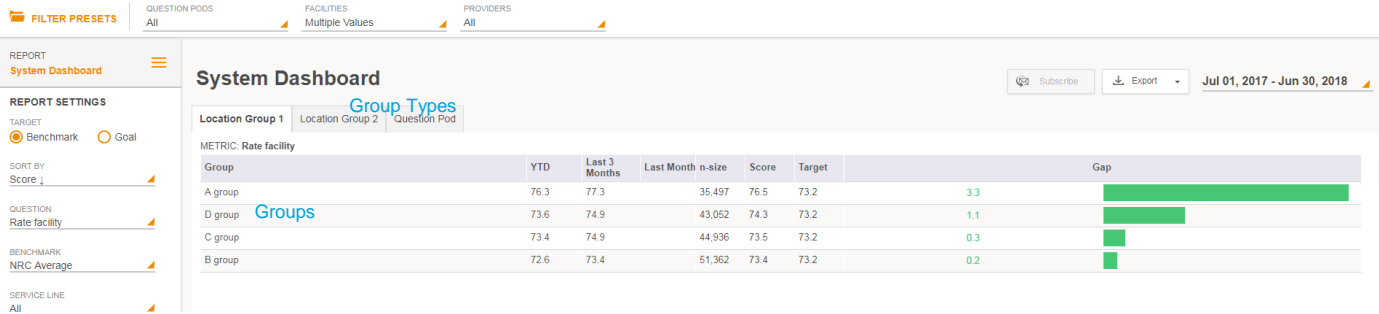 FILTER PRESETS
QUESTION PODS
All
FACILITIES
Multiple Values
PROVIDERS
All
REPORT
System Dashboard
REPORT SETTINGS
TARGET
Benchmark Goal
SORT BY
Score ↓
QUESTION
Rate facility
BENCHMARK
NRC Average
SERVICE LINE
All
System Dashboard
Subscribe Export Jul 01, 2017 - Jun 30, 2018
Group Types
Location Group 1 Location Group 2 Question Pod
METRIC: Rate facility
Group YTD Last 3 Months Last Month n-size Score Target Gap
A group 76.3 77.3 35,497 76.5 73.2 3.3
D group 73.6 74.9 43,052 74.3 73.2 1.1
Groups
C group 73.4 74.9 44,936 73.5 73.2 0.3
B group 72.6 73.4 51,362 73.4 73.2 0.2